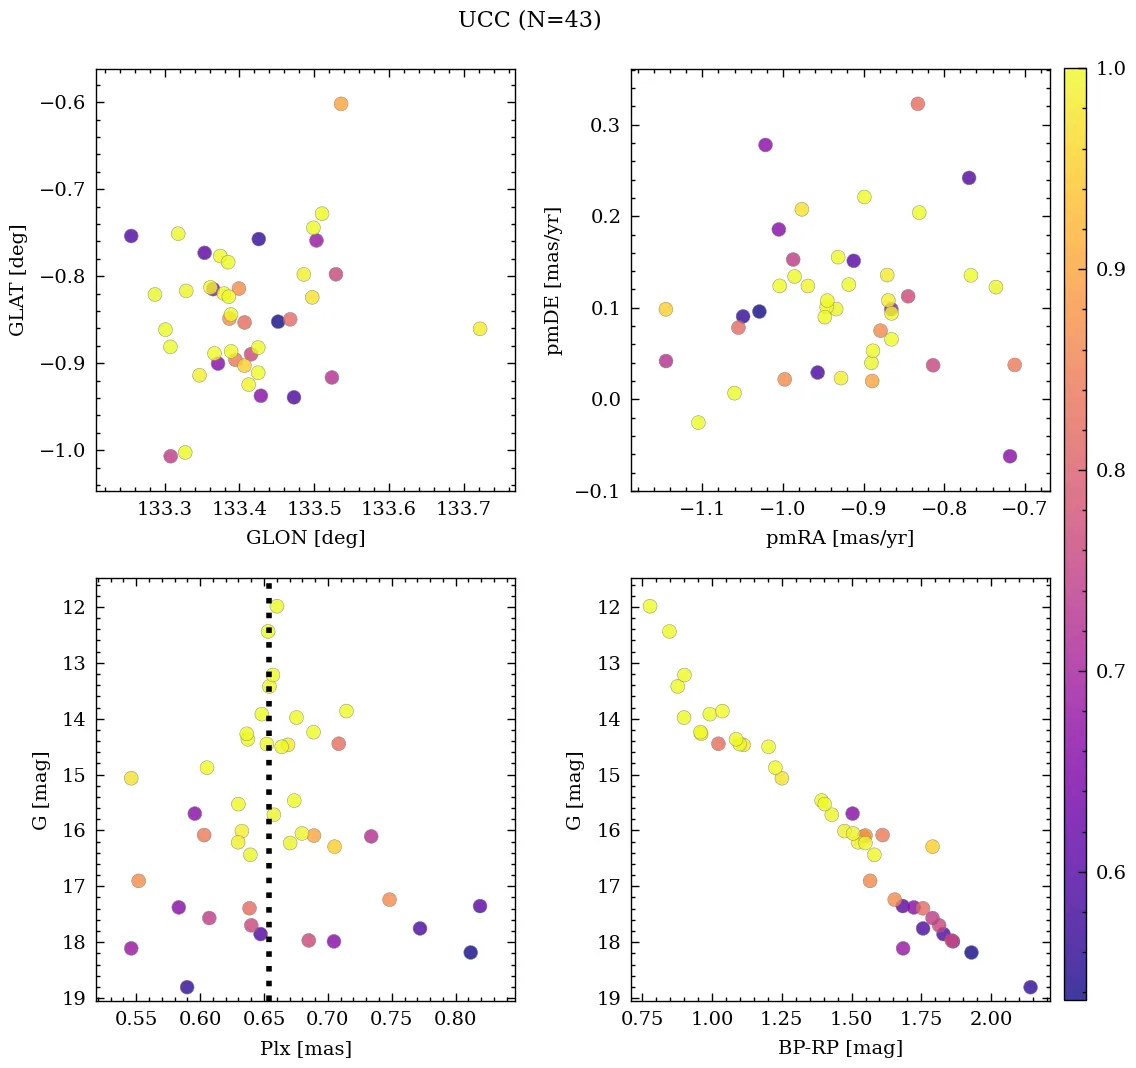 UCC (N=43)
−0.6
−0.7
−0.8
−0.9
−1.0
GLAT [deg]
133.3 133.4 133.5 133.6 133.7
GLON [deg]
0.3
0.2
0.1
0.0
−0.1
pmDE [mas/yr]
−1.1 −1.0 −0.9 −0.8 −0.7
pmRA [mas/yr]
1.0
0.9
0.8
0.7
0.6
12
13
14
15
16
17
18
19
G [mag]
0.55 0.60 0.65 0.70 0.75 0.80
Plx [mas]
12
13
14
15
16
17
18
19
G [mag]
0.75 1.00 1.25 1.50 1.75 2.00
BP-RP [mag]